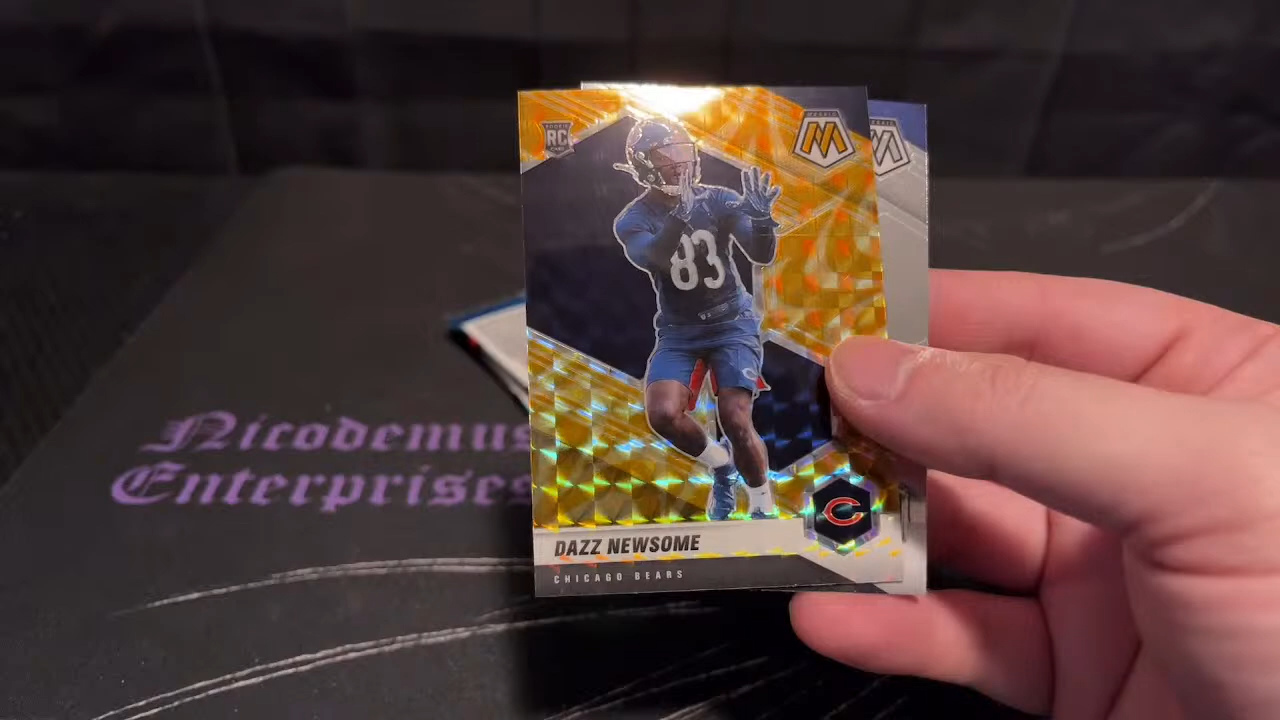 RC
MOSAIC
83
DAZZ NEWSOME
CHICAGO BEARS
Nicodemus
Enterprises